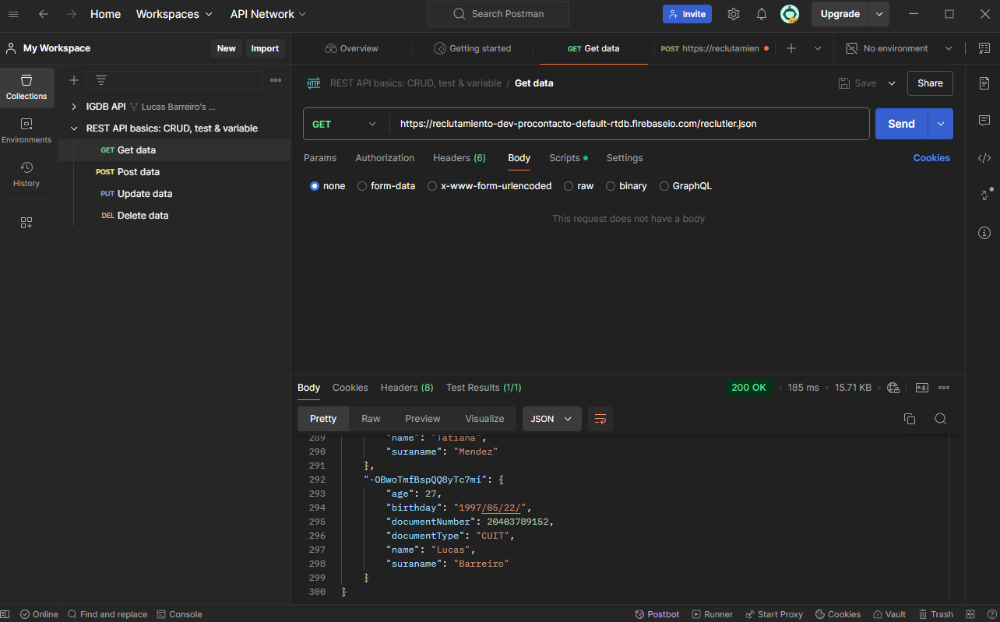 Home Workspaces API Network Search Postman Invite Upgrade
My Workspace New Import Overview Getting started GET Get data POST https://reclutamien No environment
Collections
Environments
History
IGDB API Lucas Barreiro's ...
REST API basics: CRUD, test & variable
GET Get data
POST Post data
PUT Update data
DEL Delete data
HTTP REST API basics: CRUD, test & variable / Get data Save Share
GET https://reclutamiento-dev-procontacto-default-rtdb.firebaseio.com/reclutier.json Send
Params Authorization Headers (6) Body Scripts Settings Cookies
none form-data x-www-form-urlencoded raw binary GraphQL
This request does not have a body
Body Cookies Headers (8) Test Results (1/1) 200 OK 185 ms 15.71 KB e.g.
Pretty Raw Preview Visualize JSON
289 "name": "Tatiana",
290 "suraname": "Mendez"
291 },
292 "-OBwoTmfBspQQ8yTc7mi": {
293 "age": 27,
294 "birthday": "1997/05/22/",
295 "documentNumber": 20403789152,
296 "documentType": "CUIT",
297 "name": "Lucas",
298 "suraname": "Barreiro"
299 }
300 }
Online Find and replace Console Postbot Runner Start Proxy Cookies Vault Trash